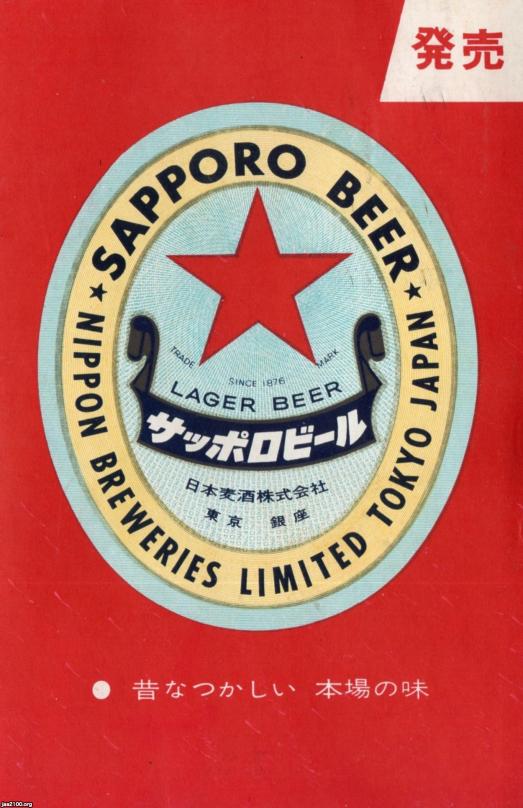 発売
SAPPORO BEER
★ NIPPON BREWERIES LIMITED TOKYO JAPAN ★
TRADE MARK
SINCE 1876
LAGER BEER
サッポロビール
日本麦酒株式会社
東京 銀座
● 昔なつかしい 本場の味
jaa2100.org